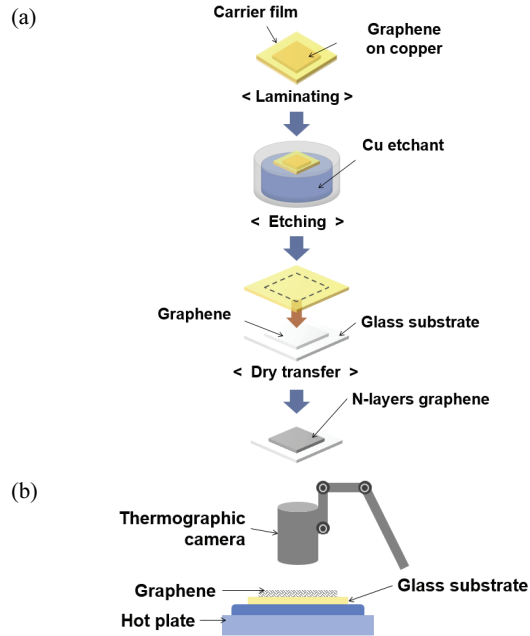 (a)
Carrier film
Graphene
on copper
< Laminating >
Cu etchant
< Etching >
Graphene
Glass substrate
< Dry transfer >
N-layers graphene
(b)
Thermographic
camera
Graphene
Glass substrate
Hot plate